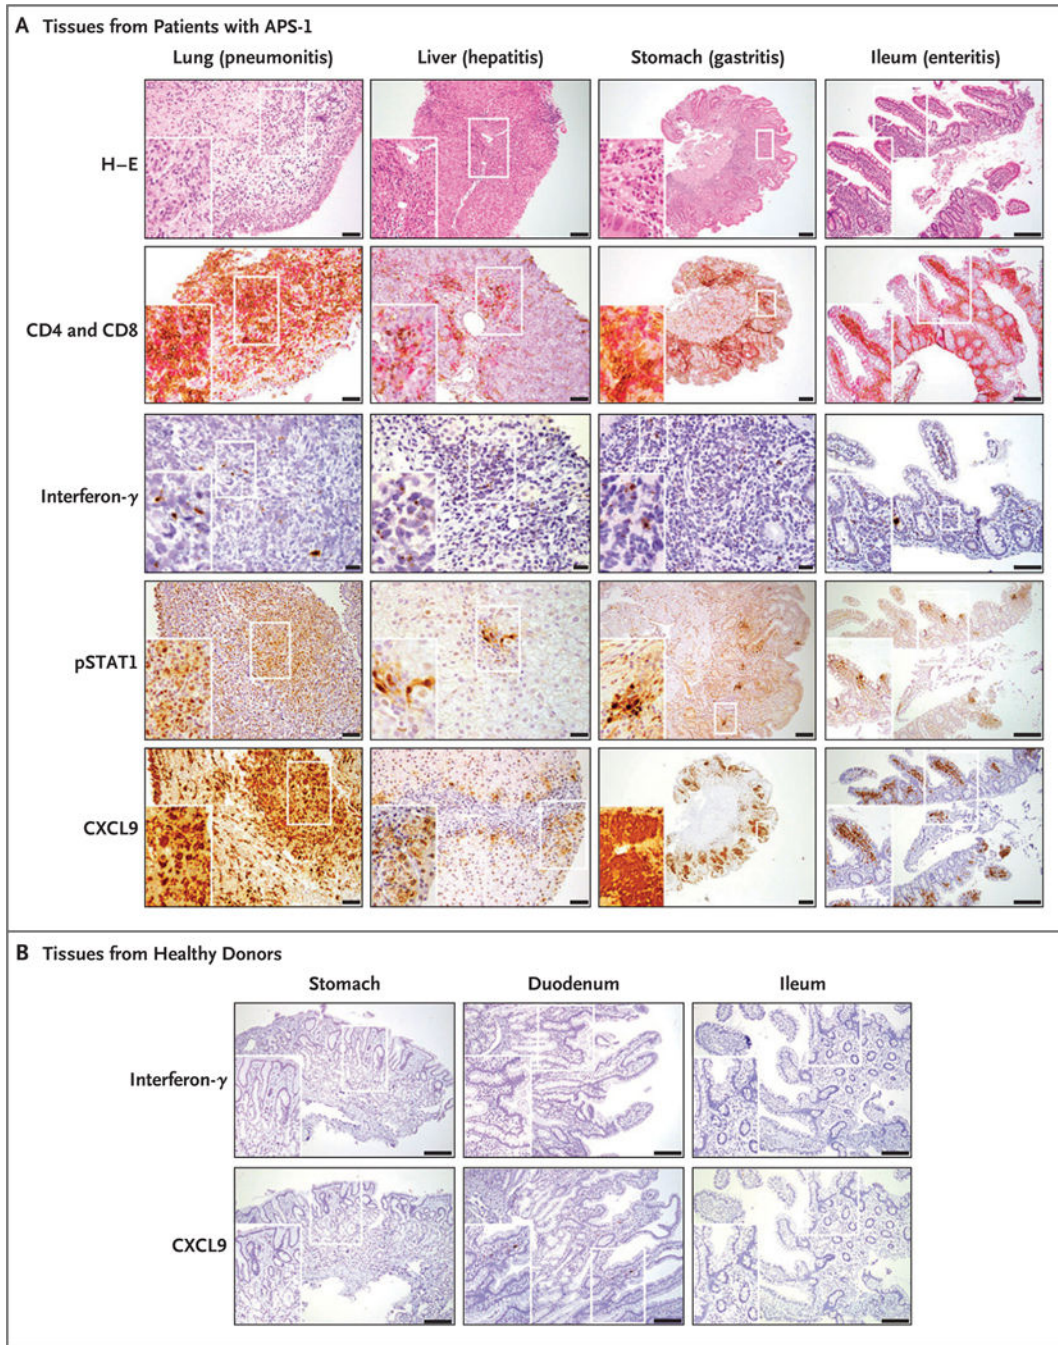 A Tissues from Patients with APS-1
Lung (pneumonitis) Liver (hepatitis) Stomach (gastritis) Ileum (enteritis)
H–E
CD4 and CD8
Interferon-γ
pSTAT1
CXCL9
B Tissues from Healthy Donors
Stomach Duodenum Ileum
Interferon-γ
CXCL9